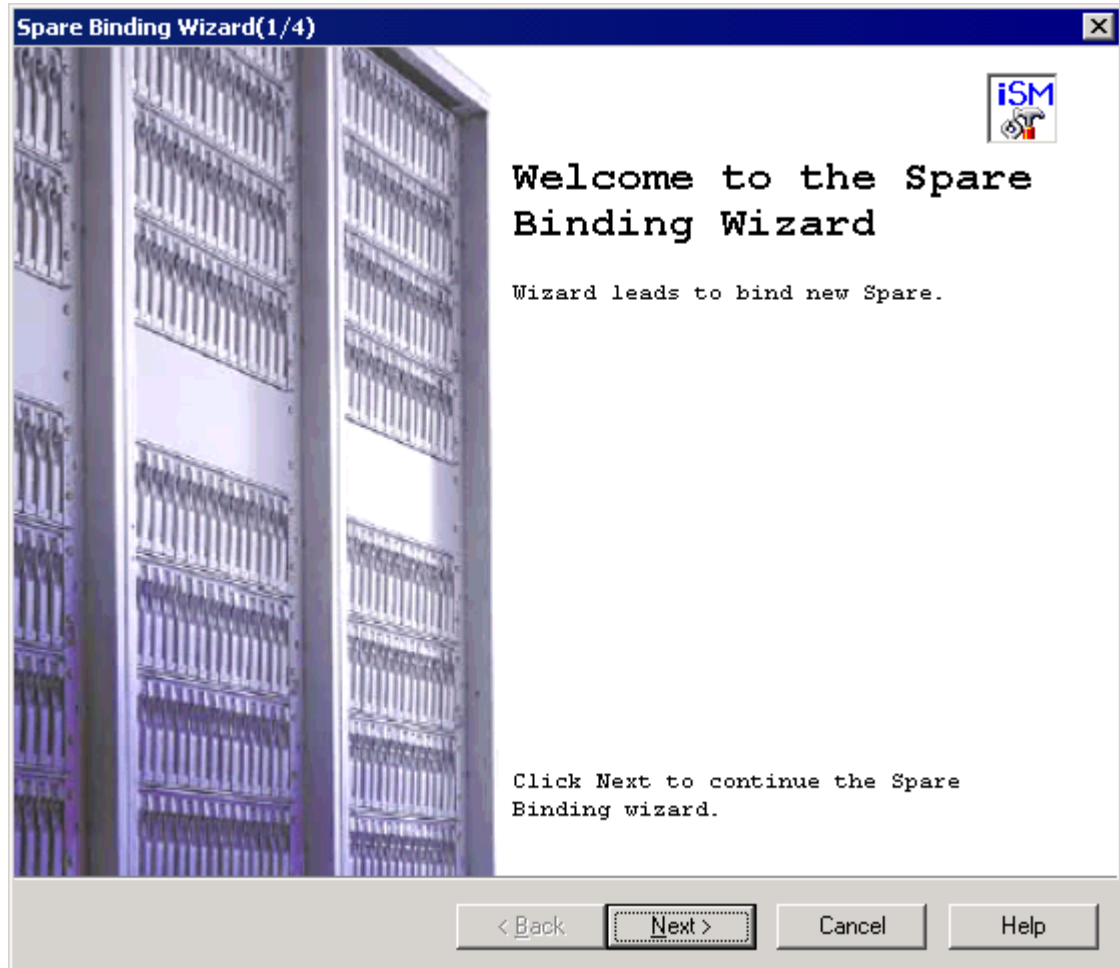 Spare Binding Wizard(1/4)
iSM
Welcome to the Spare
Binding Wizard
Wizard leads to bind new Spare.
Click Next to continue the Spare
Binding wizard.
< Back Next > Cancel Help